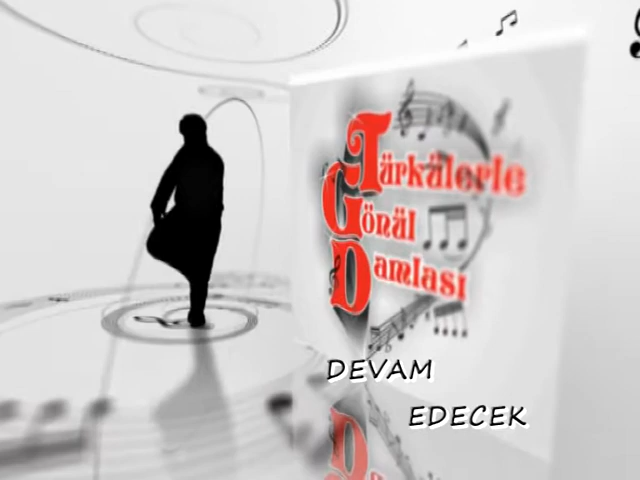 Türkülerle
Gönül
Damlası
DEVAM
EDECEK